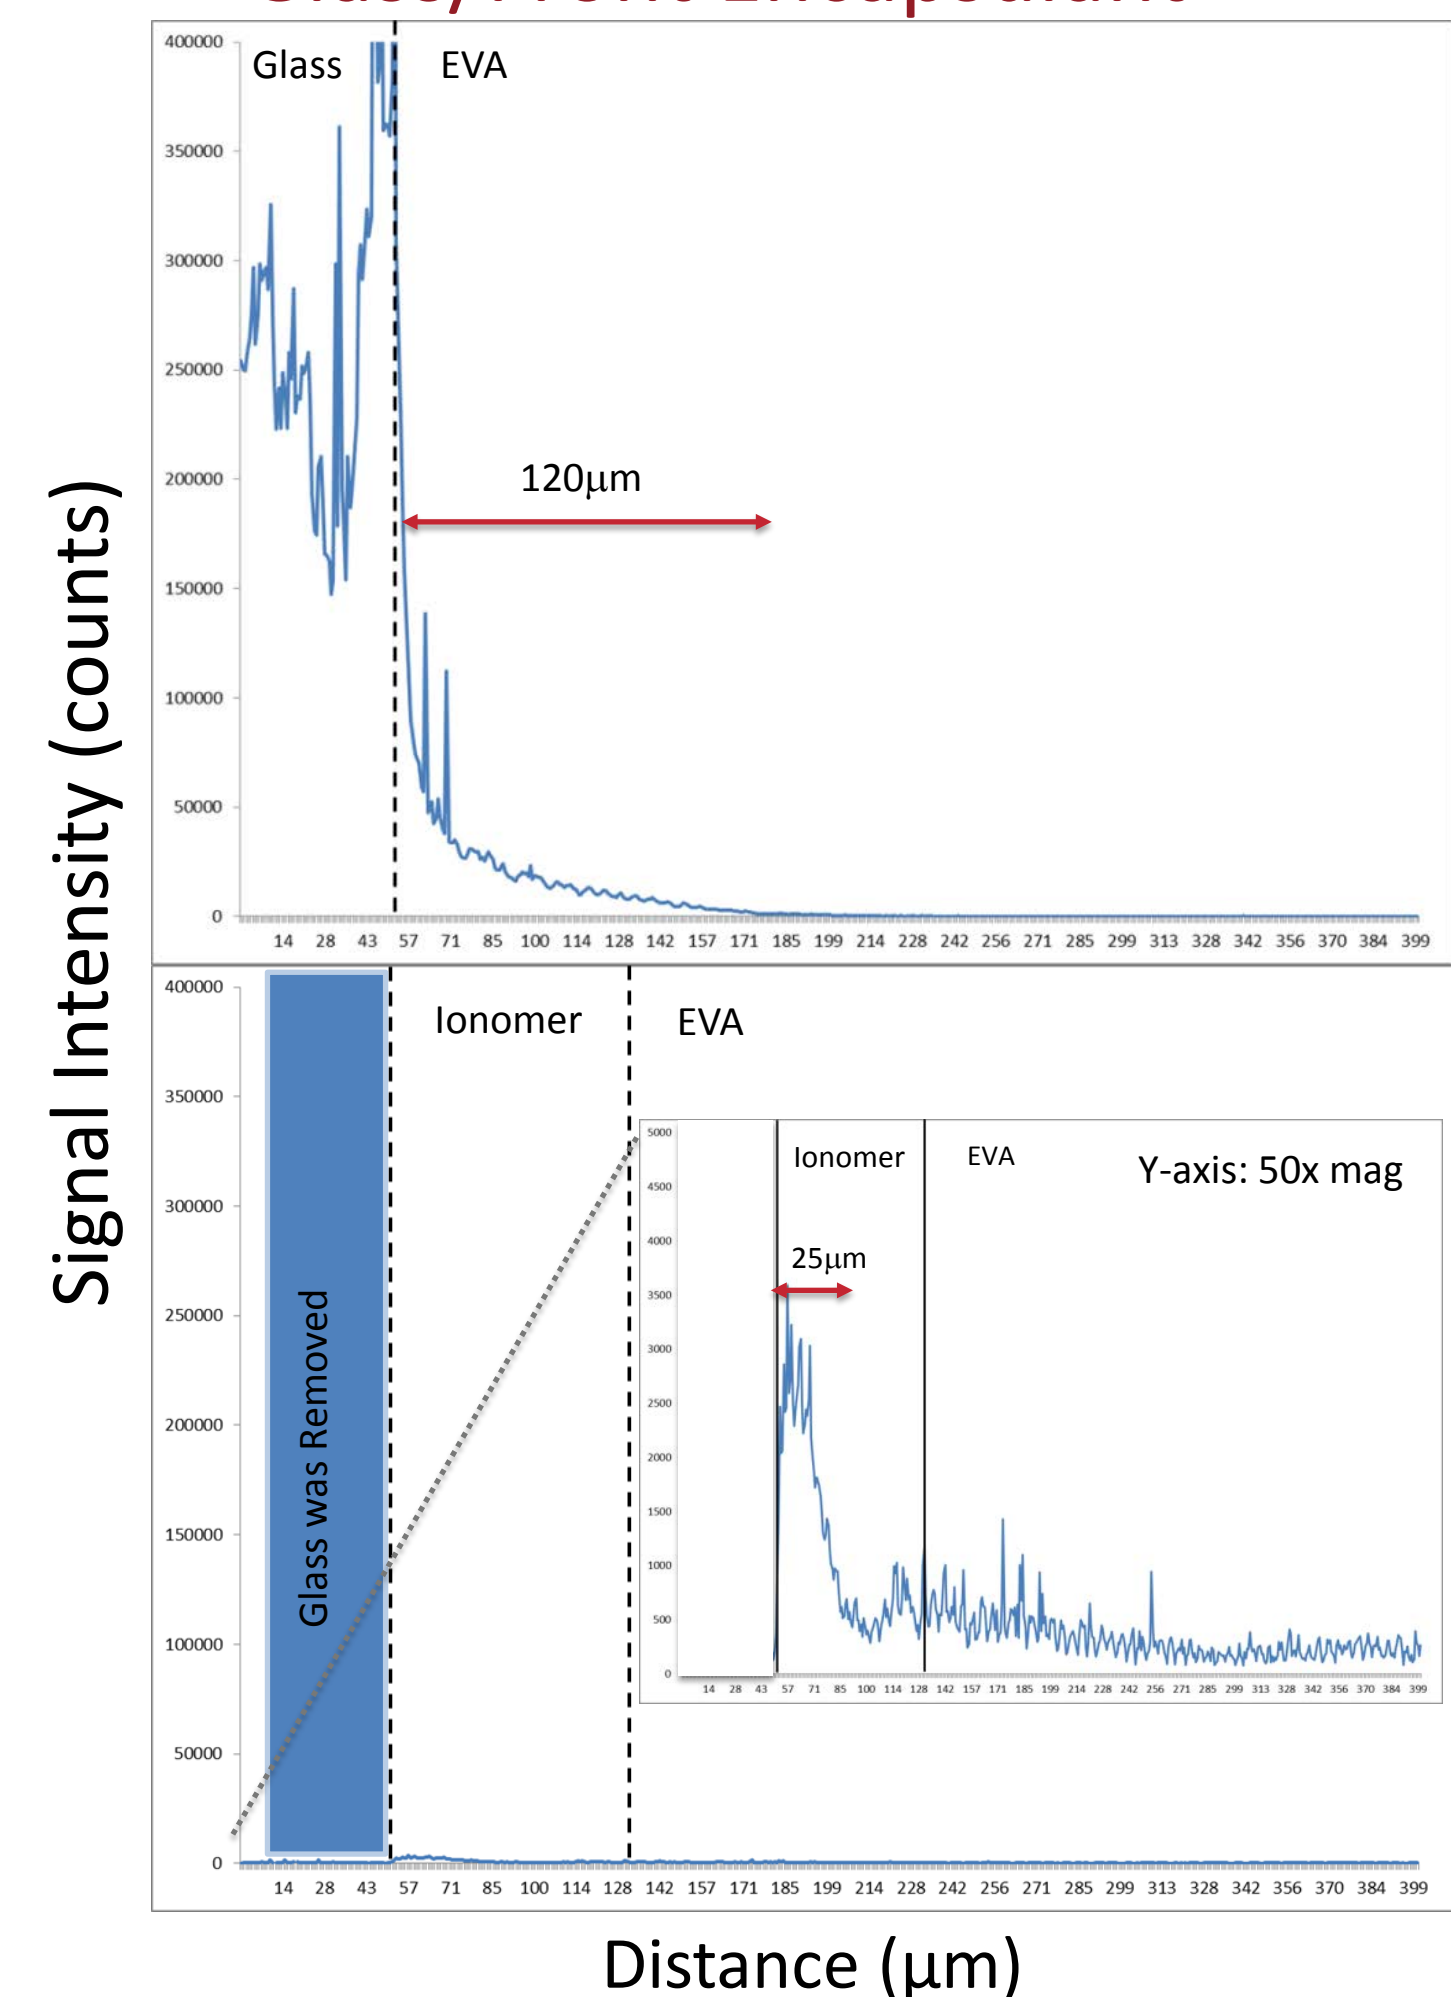 Glass/Front Encapsulant
Signal Intensity (counts)
400000
350000
300000
250000
200000
150000
100000
50000
0
Glass
EVA
120µm
14 28 43 57 71 85 100 114 128 142 157 171 185 199 214 228 242 256 271 285 299 313 328 342 356 370 384 399
400000
350000
300000
250000
200000
150000
100000
50000
0
Glass was Removed
Ionomer
EVA
5000
4500
4000
3500
3000
2500
2000
1500
1000
500
0
Ionomer
EVA
Y-axis: 50x mag
25µm
14 28 43 57 71 85 100 114 128 142 157 171 185 199 214 228 242 256 271 285 299 313 328 342 356 370 384 399
14 28 43 57 71 85 100 114 128 142 157 171 185 199 214 228 242 256 271 285 299 313 328 342 356 370 384 399
Distance (µm)